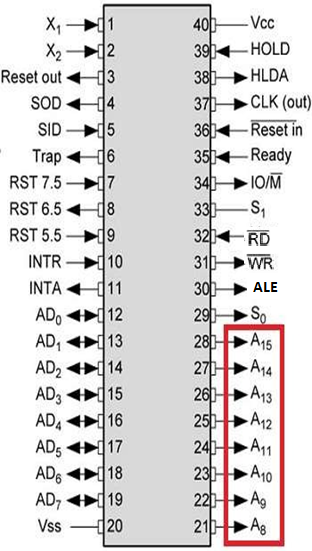 X1 1 40 Vcc
X2 2 39 HOLD
Reset out 3 38 HLDA
SOD 4 37 CLK (out)
SID 5 36 Reset in
Trap 6 35 Ready
RST 7.5 7 34 IO/M
RST 6.5 8 33 S1
RST 5.5 9 32 RD
INTR 10 31 WR
INTA 11 30 ALE
AD0 12 29 S0
AD1 13 28 A15
AD2 14 27 A14
AD3 15 26 A13
AD4 16 25 A12
AD5 17 24 A11
AD6 18 23 A10
AD7 19 22 A9
Vss 20 21 A8